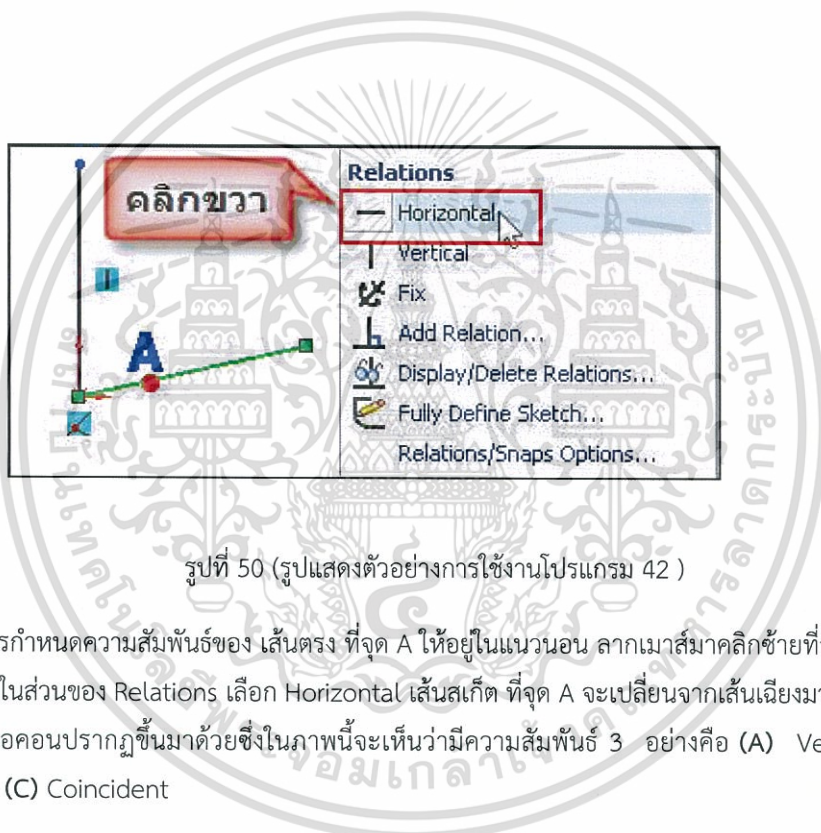 คลิกขวา
Relations
Horizontal
Vertical
Fix
A
Add Relation...
Display/Delete Relations...
Fully Define Sketch...
Relations/Snaps Options...
รูปที่ 50 (รูปแสดงตัวอย่างการใช้งานโปรแกรม 42 )
รกำหนดความสัมพันธ์ของ เส้นตรง ที่จุด A ให้อยู่ในแนวนอน ลากเมาส์มาคลิกซ้ายที่
ในส่วนของ Relations เลือก Horizontal เส้นสเก็ต ที่จุด A จะเปลี่ยนจากเส้นเฉียงมา
อคอนปรากฏขึ้นมาด้วยซึ่งในภาพนี้จะเห็นว่ามีความสัมพันธ์ 3 อย่างคือ (A) Ve
(C) Coincident